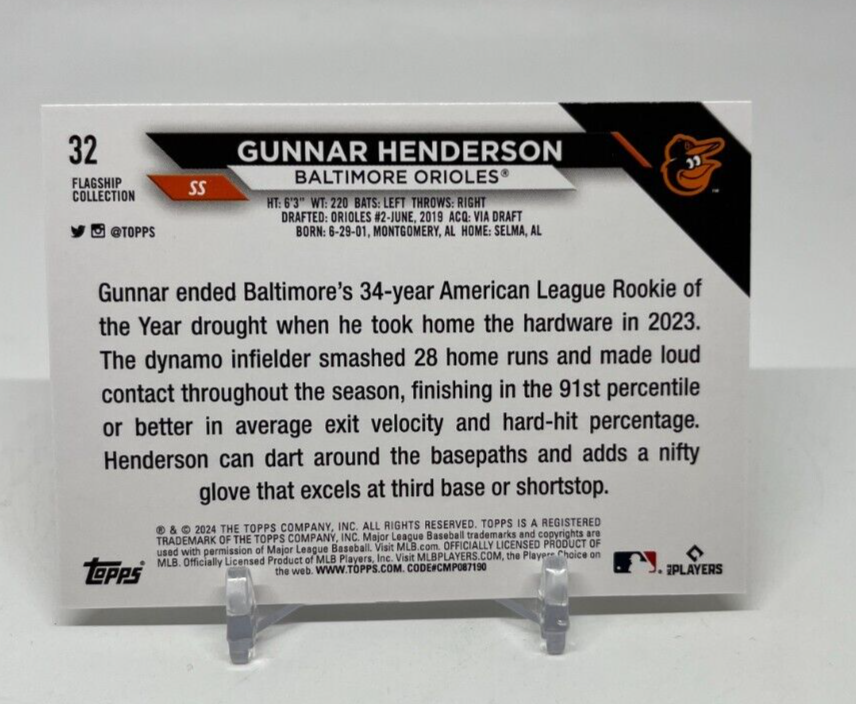 32
FLAGSHIP
COLLECTION
@TOPPS
GUNNAR HENDERSON
BALTIMORE ORIOLES®
SS
HT: 6'3" WT: 220 BATS: LEFT THROWS: RIGHT
DRAFTED: ORIOLES #2-JUNE, 2019 ACQ: VIA DRAFT
BORN: 6-29-01, MONTGOMERY, AL HOME: SELMA, AL
TM
Gunnar ended Baltimore's 34-year American League Rookie of
the Year drought when he took home the hardware in 2023.
The dynamo infielder smashed 28 home runs and made loud
contact throughout the season, finishing in the 91st percentile
or better in average exit velocity and hard-hit percentage.
Henderson can dart around the basepaths and adds a nifty
glove that excels at third base or shortstop.
® & © 2024 THE TOPPS COMPANY, INC. ALL RIGHTS RESERVED. TOPPS IS A REGISTERED
TRADEMARK OF THE TOPPS COMPANY, INC. Major League Baseball trademarks and copyrights are
used with permission of Major League Baseball. Visit MLB.com. OFFICIALLY LICENSED PRODUCT OF
MLB. Officially Licensed Product of MLB Players, Inc. Visit MLBPLAYERS.COM, the Players Choice on
the web. WWW.TOPPS.COM. CODE#CMP087190
Topps®
MLB PLAYERS